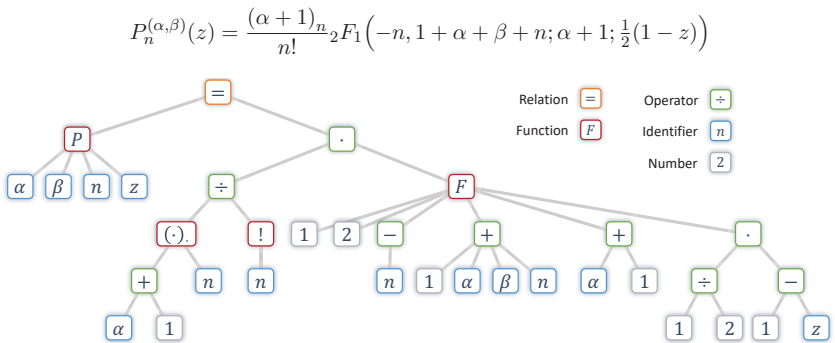 P_n^{(α,β)}(z) = \frac{(α + 1)_n}{n!} {}_2F_1(-n, 1 + α + β + n; α + 1; \frac{1}{2}(1 - z))
=
Relation = Operator ÷
Function F Identifier n
Number 2
P ·
α β n z ÷ F
(·). ! 1 2 − + + ·
+ n n n 1 α β n α 1 ÷ −
α 1 1 2 1 z